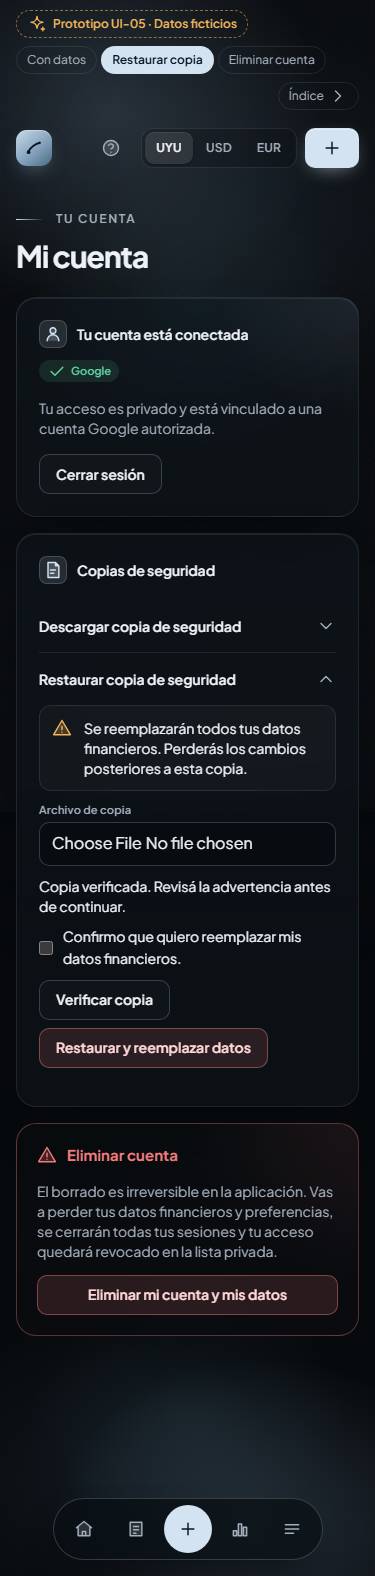 Prototipo UI-05 · Datos ficticios
Con datos
Restaurar copia
Eliminar cuenta
Índice
UYU
USD
EUR
TU CUENTA
Mi cuenta
Tu cuenta está conectada
Google
Tu acceso es privado y está vinculado a una
cuenta Google autorizada.
Cerrar sesión
Copias de seguridad
Descargar copia de seguridad
Restaurar copia de seguridad
Se reemplazarán todos tus datos
financieros. Perderás los cambios
posteriores a esta copia.
Archivo de copia
Choose File No file chosen
Copia verificada. Revisá la advertencia antes
de continuar.
Confirmo que quiero reemplazar mis
datos financieros.
Verificar copia
Restaurar y reemplazar datos
Eliminar cuenta
El borrado es irreversible en la aplicación. Vas
a perder tus datos financieros y preferencias,
se cerrarán todas tus sesiones y tu acceso
quedará revocado en la lista privada.
Eliminar mi cuenta y mis datos